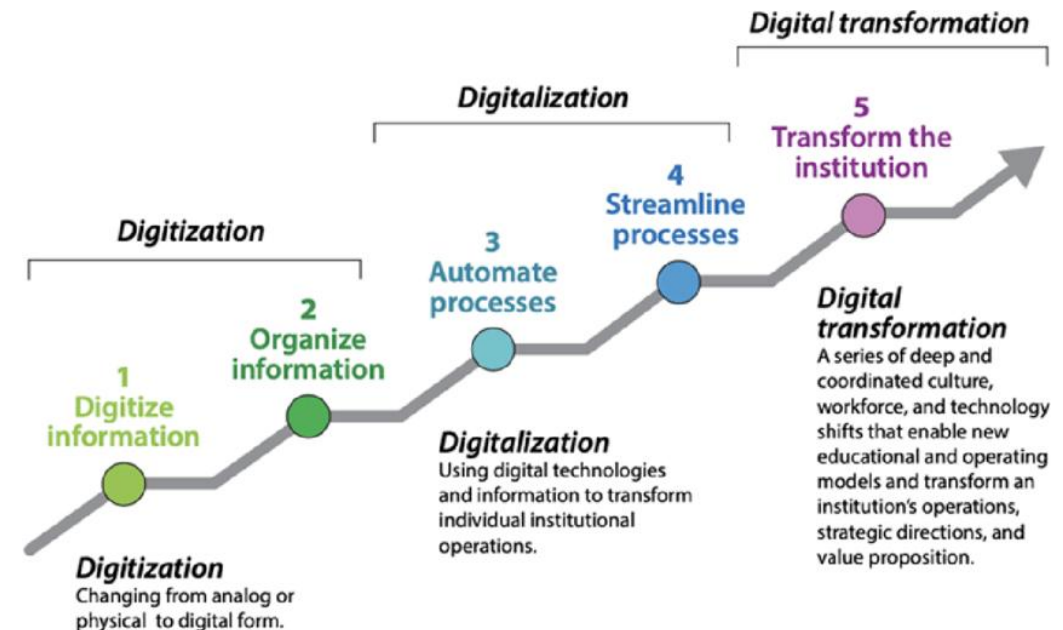 Digital transformation
Digitalization
5
Transform the
institution
4
Streamline
processes
Digitization
3
Automate
processes
2
Organize
information
1
Digitize
information
Digital
transformation
A series of deep and
coordinated culture,
workforce, and technology
shifts that enable new
educational and operating
models and transform an
institution's operations,
strategic directions, and
value proposition.
Digitalization
Using digital technologies
and information to transform
individual institutional
operations.
Digitization
Changing from analog or
physical to digital form.